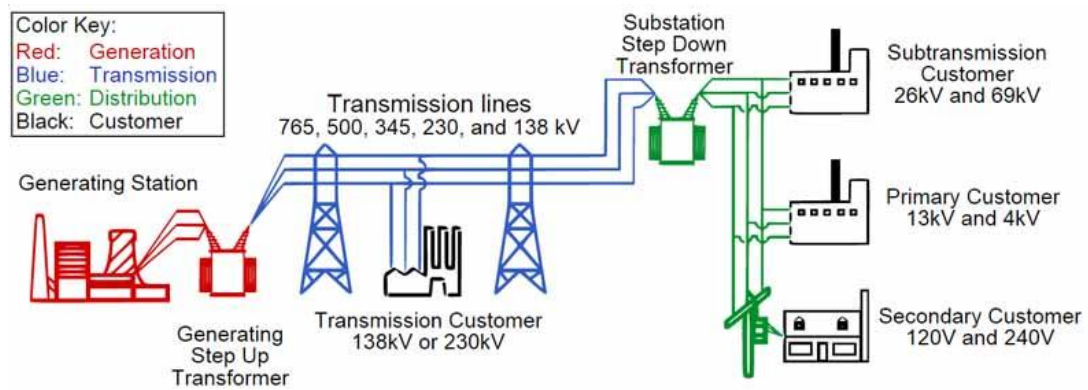 Color Key:
Red: Generation
Blue: Transmission
Green: Distribution
Black: Customer
Generating Station
Generating
Step Up
Transformer
Transmission lines
765, 500, 345, 230, and 138 kV
Transmission Customer
138kV or 230kV
Substation
Step Down
Transformer
Subtransmission
Customer
26kV and 69kV
Primary Customer
13kV and 4kV
Secondary Customer
120V and 240V